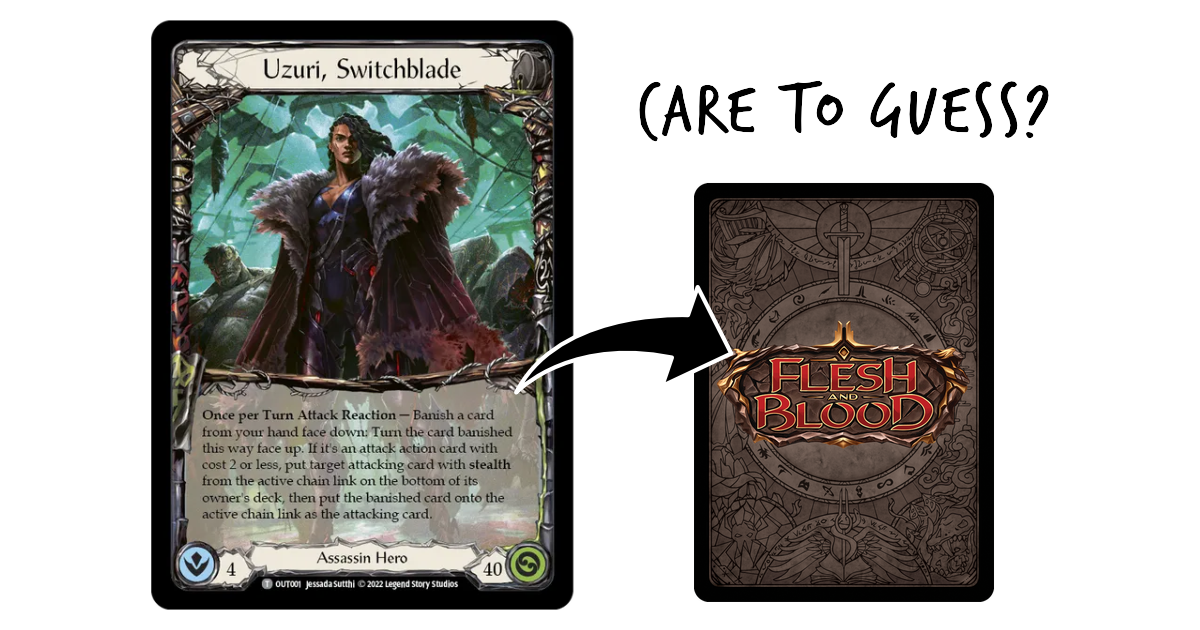 Uzuri, Switchblade
Once per Turn Attack Reaction — Banish a card
from your hand face down: Turn the card banished
this way face up. If it's an attack action card with
cost 2 or less, put target attacking card with stealth
from the active chain link on the bottom of its
owner's deck, then put the banished card onto the
active chain link as the attacking card.
4
Assassin Hero
40
T OUT001 Jessada Sutthi © 2022 Legend Story Studios
CARE TO GUESS?
FLESH
AND
BLOOD